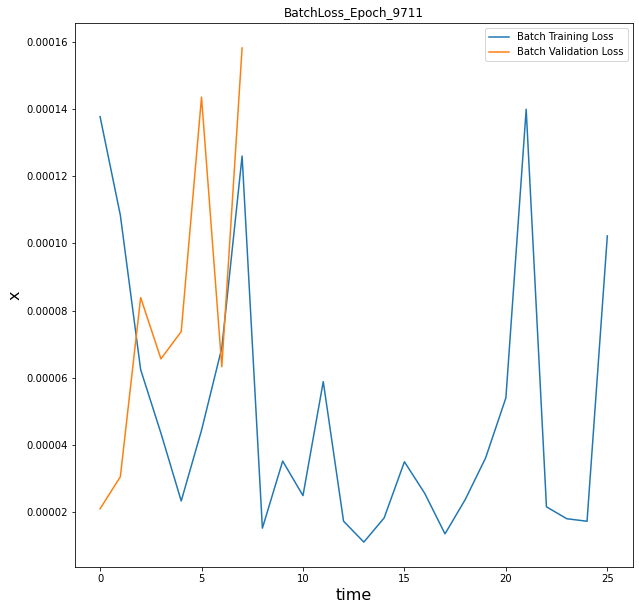 BatchLoss_Epoch_9711
Batch Training Loss
Batch Validation Loss
x
0.00016
0.00014
0.00012
0.00010
0.00008
0.00006
0.00004
0.00002
0 5 10 15 20 25
time